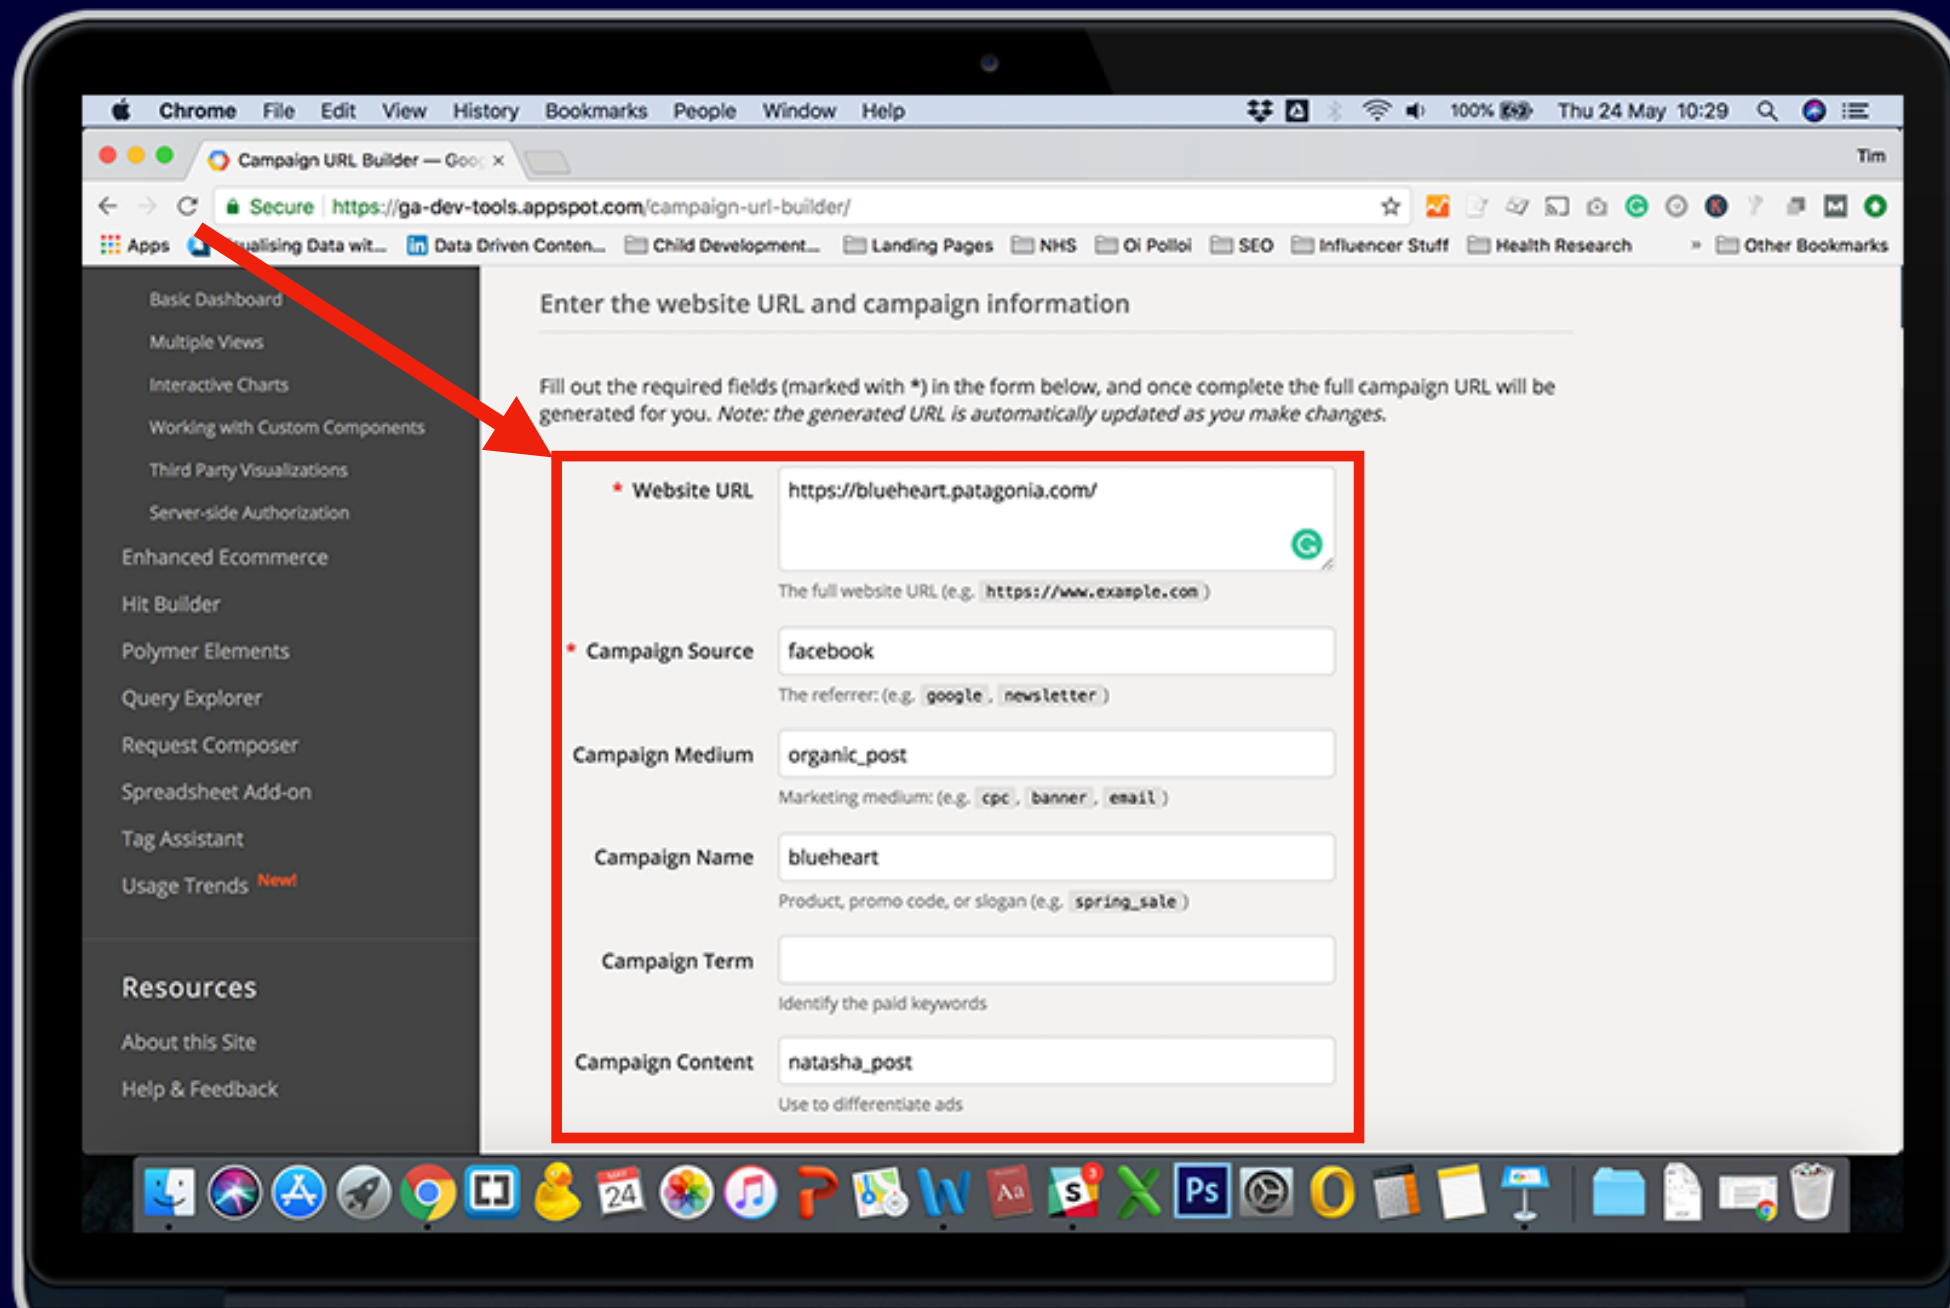 Chrome File Edit View History Bookmarks People Window Help 100% Thu 24 May 10:29
Campaign URL Builder — Goog Tim
Secure https://ga-dev-tools.appspot.com/campaign-url-builder/
Apps ualising Data wit... Data Driven Conten... Child Development... Landing Pages NHS Oi Polloi SEO Influencer Stuff Health Research » Other Bookmarks
Basic Dashboard
Multiple Views
Interactive Charts
Working with Custom Components
Third Party Visualizations
Server-side Authorization
Enhanced Ecommerce
Hit Builder
Polymer Elements
Query Explorer
Request Composer
Spreadsheet Add-on
Tag Assistant
Usage Trends New!
Resources
About this Site
Help & Feedback
Enter the website URL and campaign information
Fill out the required fields (marked with *) in the form below, and once complete the full campaign URL will be
generated for you. Note: the generated URL is automatically updated as you make changes.
* Website URL https://blueheart.patagonia.com/
The full website URL (e.g. https://www.example.com )
* Campaign Source facebook
The referrer: (e.g. google , newsletter )
Campaign Medium organic_post
Marketing medium: (e.g. cpc , banner , email )
Campaign Name blueheart
Product, promo code, or slogan (e.g. spring_sale )
Campaign Term
Identify the paid keywords
Campaign Content natasha_post
Use to differentiate ads
MAY
24
Aa
S 3
Ps